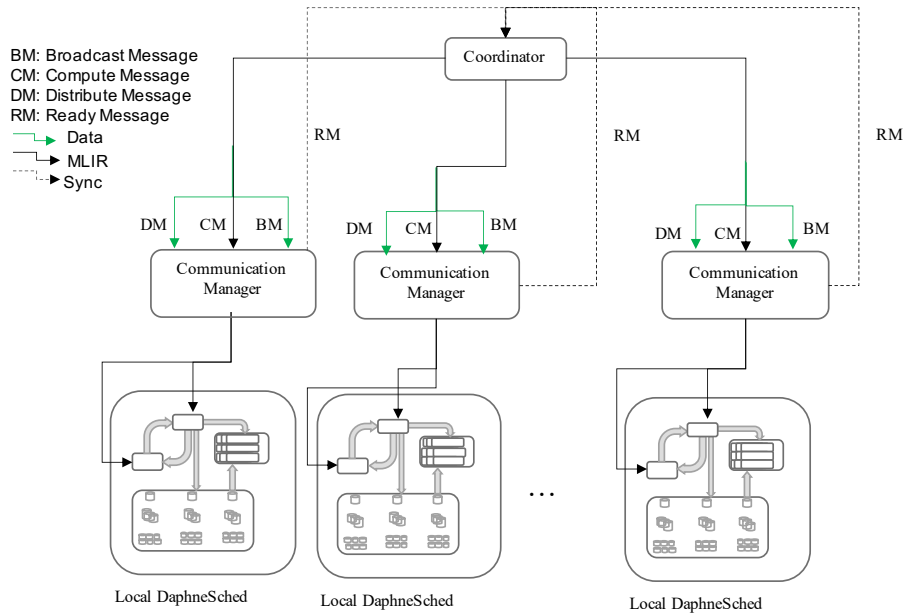 Coordinator
BM: Broadcast Message
CM: Compute Message
DM: Distribute Message
RM: Ready Message
Data
MLIR
Sync
RM
RM
RM
DM
CM
BM
DM
CM
BM
DM
CM
BM
Communication
Manager
Communication
Manager
Communication
Manager
...
Local DaphneSched
Local DaphneSched
Local DaphneSched